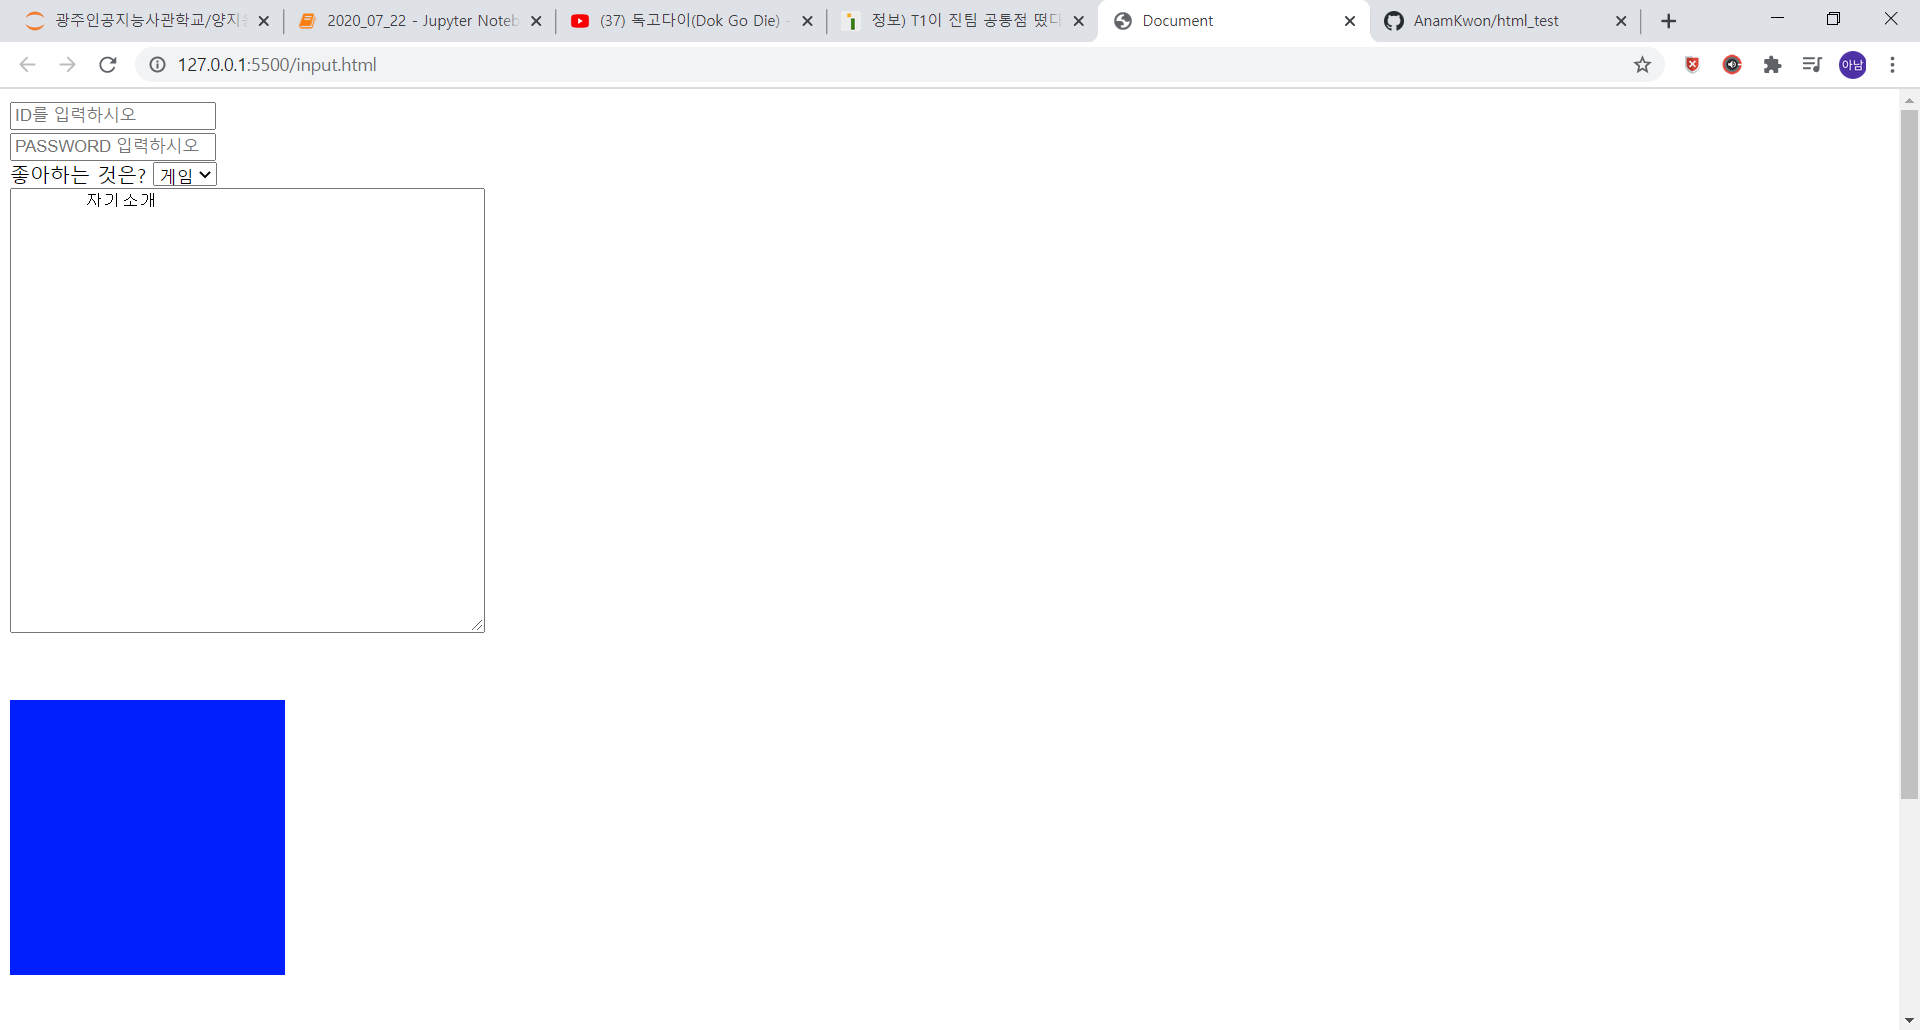 광주인공지능사관학교/양지
2020_07_22 - Jupyter Noteb
(37) 독고다이(Dok Go Die) -
정보) T1이 진팀 공통점 떴다
Document
AnamKwon/html_test
127.0.0.1:5500/input.html
아남
ID를 입력하시오
PASSWORD 입력하시오
좋아하는 것은? 게임
자기소개